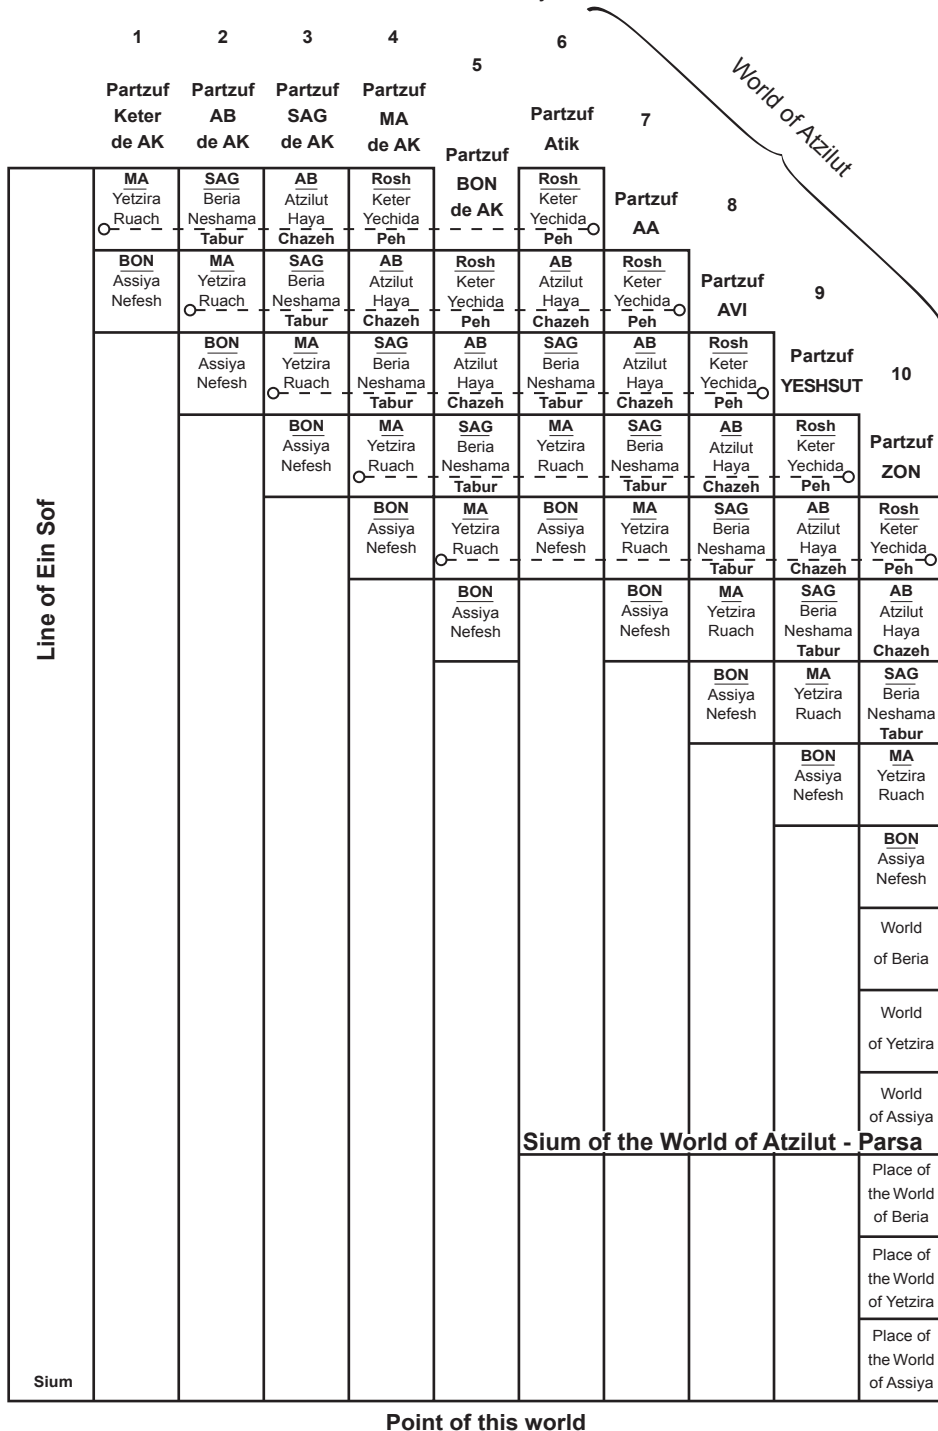 1 2 3 4 6
5
World of Atzilut
Partzuf Partzuf Partzuf Partzuf
Keter AB SAG MA
de AK de AK de AK de AK
Partzuf
Atik
7
Partzuf
BON
de AK
MA SAG AB Rosh Rosh
Yetzira Beria Atzilut Keter Keter
Ruach Neshama Haya Yechida Yechida
Tabur Chazeh Peh Peh
Partzuf
AA
8
BON MA SAG AB Rosh AB Rosh
Assiya Yetzira Beria Atzilut Keter Atzilut Keter
Nefesh Ruach Neshama Haya Yechida Haya Yechida
Tabur Chazeh Peh Chazeh Peh
Partzuf
AVI
9
BON MA SAG AB SAG AB Rosh
Assiya Yetzira Beria Atzilut Beria Atzilut Keter
Nefesh Ruach Neshama Haya Neshama Haya Yechida
Tabur Chazeh Tabur Chazeh Peh
Partzuf
YESHSUT
10
BON MA SAG MA SAG AB Rosh
Assiya Yetzira Beria Yetzira Beria Atzilut Keter
Nefesh Ruach Neshama Ruach Neshama Haya Yechida
Tabur Tabur Chazeh Peh
Partzuf
ZON
Line of Ein Sof
BON MA BON MA SAG AB Rosh
Assiya Yetzira Assiya Yetzira Beria Atzilut Keter
Nefesh Ruach Nefesh Ruach Neshama Haya Yechida
Tabur Chazeh Peh
BON BON MA SAG AB
Assiya Assiya Yetzira Beria Atzilut
Nefesh Nefesh Ruach Neshama Haya
Tabur Chazeh
BON MA SAG
Assiya Yetzira Beria
Nefesh Ruach Neshama
Tabur
BON MA
Assiya Yetzira
Nefesh Ruach
BON
Assiya
Nefesh
World
of Beria
World
of Yetzira
World
of Assiya
Sium of the World of Atzilut - Parsa
Place of
the World
of Beria
Place of
the World
of Yetzira
Place of
the World
of Assiya
Sium
Point of this world